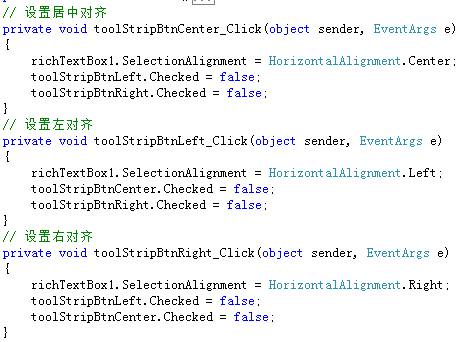 // 设置居中对齐
private void toolStripBtnCenter_Click(object sender, EventArgs e)
{
richTextBox1.SelectionAlignment = HorizontalAlignment.Center;
toolStripBtnLeft.Checked = false;
toolStripBtnRight.Checked = false;
}
// 设置左对齐
private void toolStripBtnLeft_Click(object sender, EventArgs e)
{
richTextBox1.SelectionAlignment = HorizontalAlignment.Left;
toolStripBtnCenter.Checked = false;
toolStripBtnRight.Checked = false;
}
// 设置右对齐
private void toolStripBtnRight_Click(object sender, EventArgs e)
{
richTextBox1.SelectionAlignment = HorizontalAlignment.Right;
toolStripBtnLeft.Checked = false;
toolStripBtnCenter.Checked = false;
}